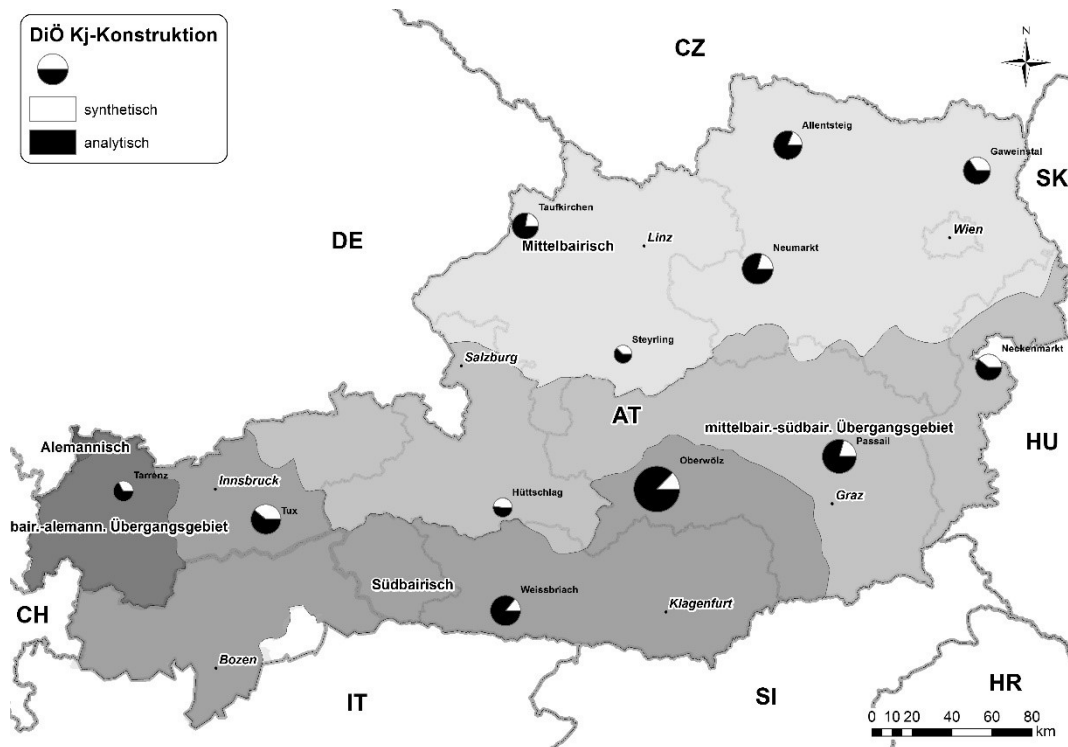 DiÖ Kj-Konstruktion
synthetisch
analytisch
CZ
N
Allentsteig
Gaweinstal
SK
DE
Taufkirchen
Mittelbairisch
Linz
Wien
Neumarkt
Steyrling
Salzburg
Neckenmarkt
AT
mittelbair.-südbair. Übergangsgebiet
HU
Alemannisch
Passail
Oberwölz
Tarrenz
Innsbruck
Graz
Hüttschlag
Tux
bair.-alemann. Übergangsgebiet
Südbairisch
Weissbriach
Klagenfurt
CH
Bozen
IT
SI
HR
0 10 20 40 60 80
km